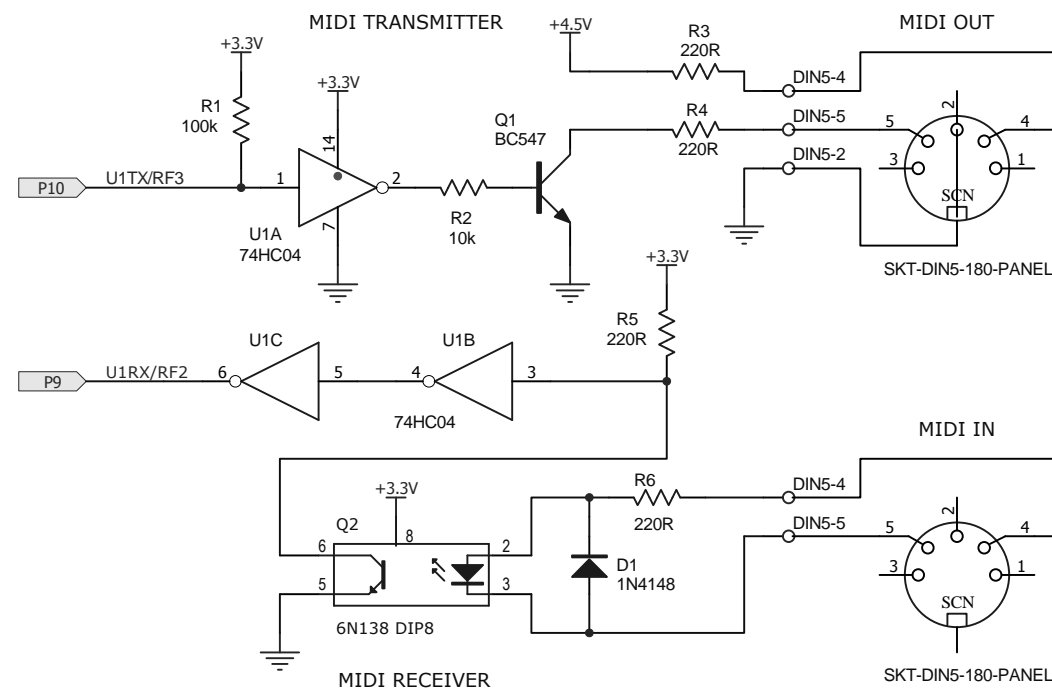 MIDI TRANSMITTER
MIDI OUT
+3.3V
R1
100k
+3.3V
P10
U1TX/RF3
1
14
7
2
U1A
74HC04
R2
10k
Q1
BC547
+4.5V
R3
220R
R4
220R
DIN5-4
DIN5-5
DIN5-2
2
5
4
3
1
SCN
SKT-DIN5-180-PANEL
+3.3V
R5
220R
P9
U1RX/RF2
6
U1C
5
4
U1B
3
74HC04
MIDI IN
+3.3V
Q2
8
6
5
2
3
6N138 DIP8
R6
220R
D1
1N4148
DIN5-4
DIN5-5
2
5
4
3
1
SCN
SKT-DIN5-180-PANEL
MIDI RECEIVER